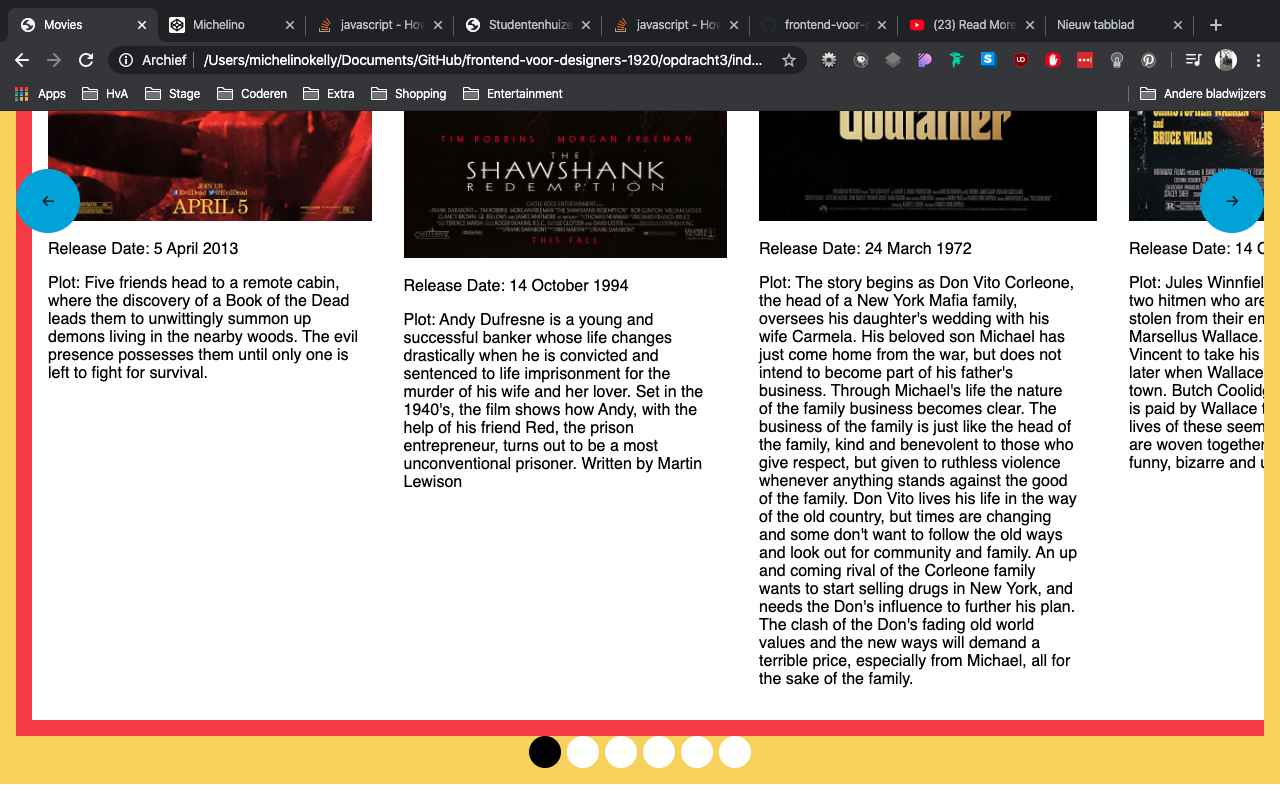 Movies
Michelino
javascript - How
Studentenhuize
javascript - How
frontend-voor-d
(23) Read More
Nieuw tabblad
Archief
/Users/michelinokelly/Documents/GitHub/frontend-voor-designers-1920/opdracht3/ind...
Apps
HvA
Stage
Coderen
Extra
Shopping
Entertainment
Andere bladwijzers
JOIN US
/EvilDead @EvilDead
APRIL 5
Release Date: 5 April 2013
Plot: Five friends head to a remote cabin,
where the discovery of a Book of the Dead
leads them to unwittingly summon up
demons living in the nearby woods. The evil
presence possesses them until only one is
left to fight for survival.
TIM ROBBINS MORGAN FREEMAN
THE
SHAWSHANK
REDEMPTION
CASTLE ROCK ENTERTAINMENT
THIS FALL
Release Date: 14 October 1994
Plot: Andy Dufresne is a young and
successful banker whose life changes
drastically when he is convicted and
sentenced to life imprisonment for the
murder of his wife and her lover. Set in the
1940's, the film shows how Andy, with the
help of his friend Red, the prison
entrepreneur, turns out to be a most
unconventional prisoner. Written by Martin
Lewison
Godfather
Release Date: 24 March 1972
Plot: The story begins as Don Vito Corleone,
the head of a New York Mafia family,
oversees his daughter's wedding with his
wife Carmela. His beloved son Michael has
just come home from the war, but does not
intend to become part of his father's
business. Through Michael's life the nature
of the family business becomes clear. The
business of the family is just like the head of
the family, kind and benevolent to those who
give respect, but given to ruthless violence
whenever anything stands against the good
of the family. Don Vito lives his life in the way
of the old country, but times are changing
and some don't want to follow the old ways
and look out for community and family. An up
and coming rival of the Corleone family
wants to start selling drugs in New York, and
needs the Don's influence to further his plan.
The clash of the Don's fading old world
values and the new ways will demand a
terrible price, especially from Michael, all for
the sake of the family.
CHRISTOPHER WALKEN
and
BRUCE WILLIS
Release Date: 14 O
Plot: Jules Winnfiel
two hitmen who are
stolen from their em
Marsellus Wallace.
Vincent to take his
later when Wallace
town. Butch Coolidg
is paid by Wallace t
lives of these seem
are woven together
funny, bizarre and u